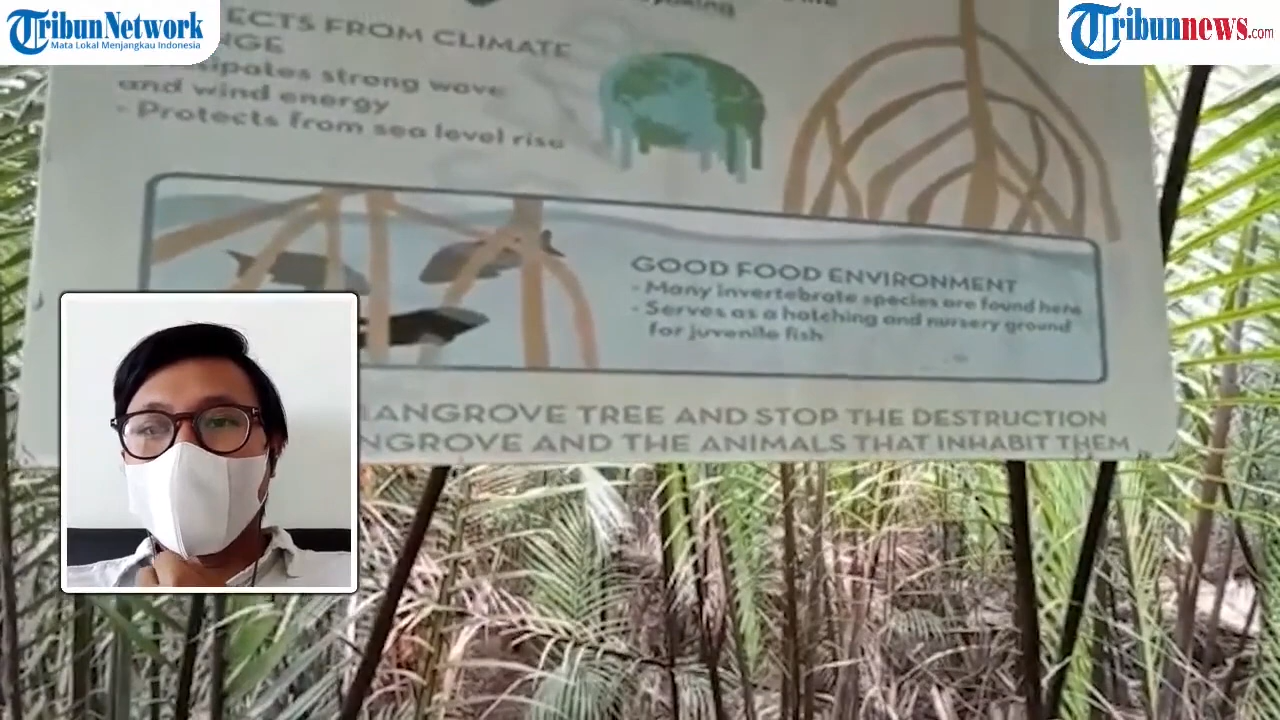 TribunNetwork
Mata Lokal Menjangkau Indonesia
Tribunnews.com
ECTS FROM CLIMATE
NGE
strong wave
and wind energy
- Protects from sea level rise
GOOD FOOD ENVIRONMENT
- Many invertebrate species are found here
- Serves as a hatching and nursery ground
for juvenile fish
ANGROVE TREE AND STOP THE DESTRUCTION
NGROVE AND THE ANIMALS THAT INHABIT THEM